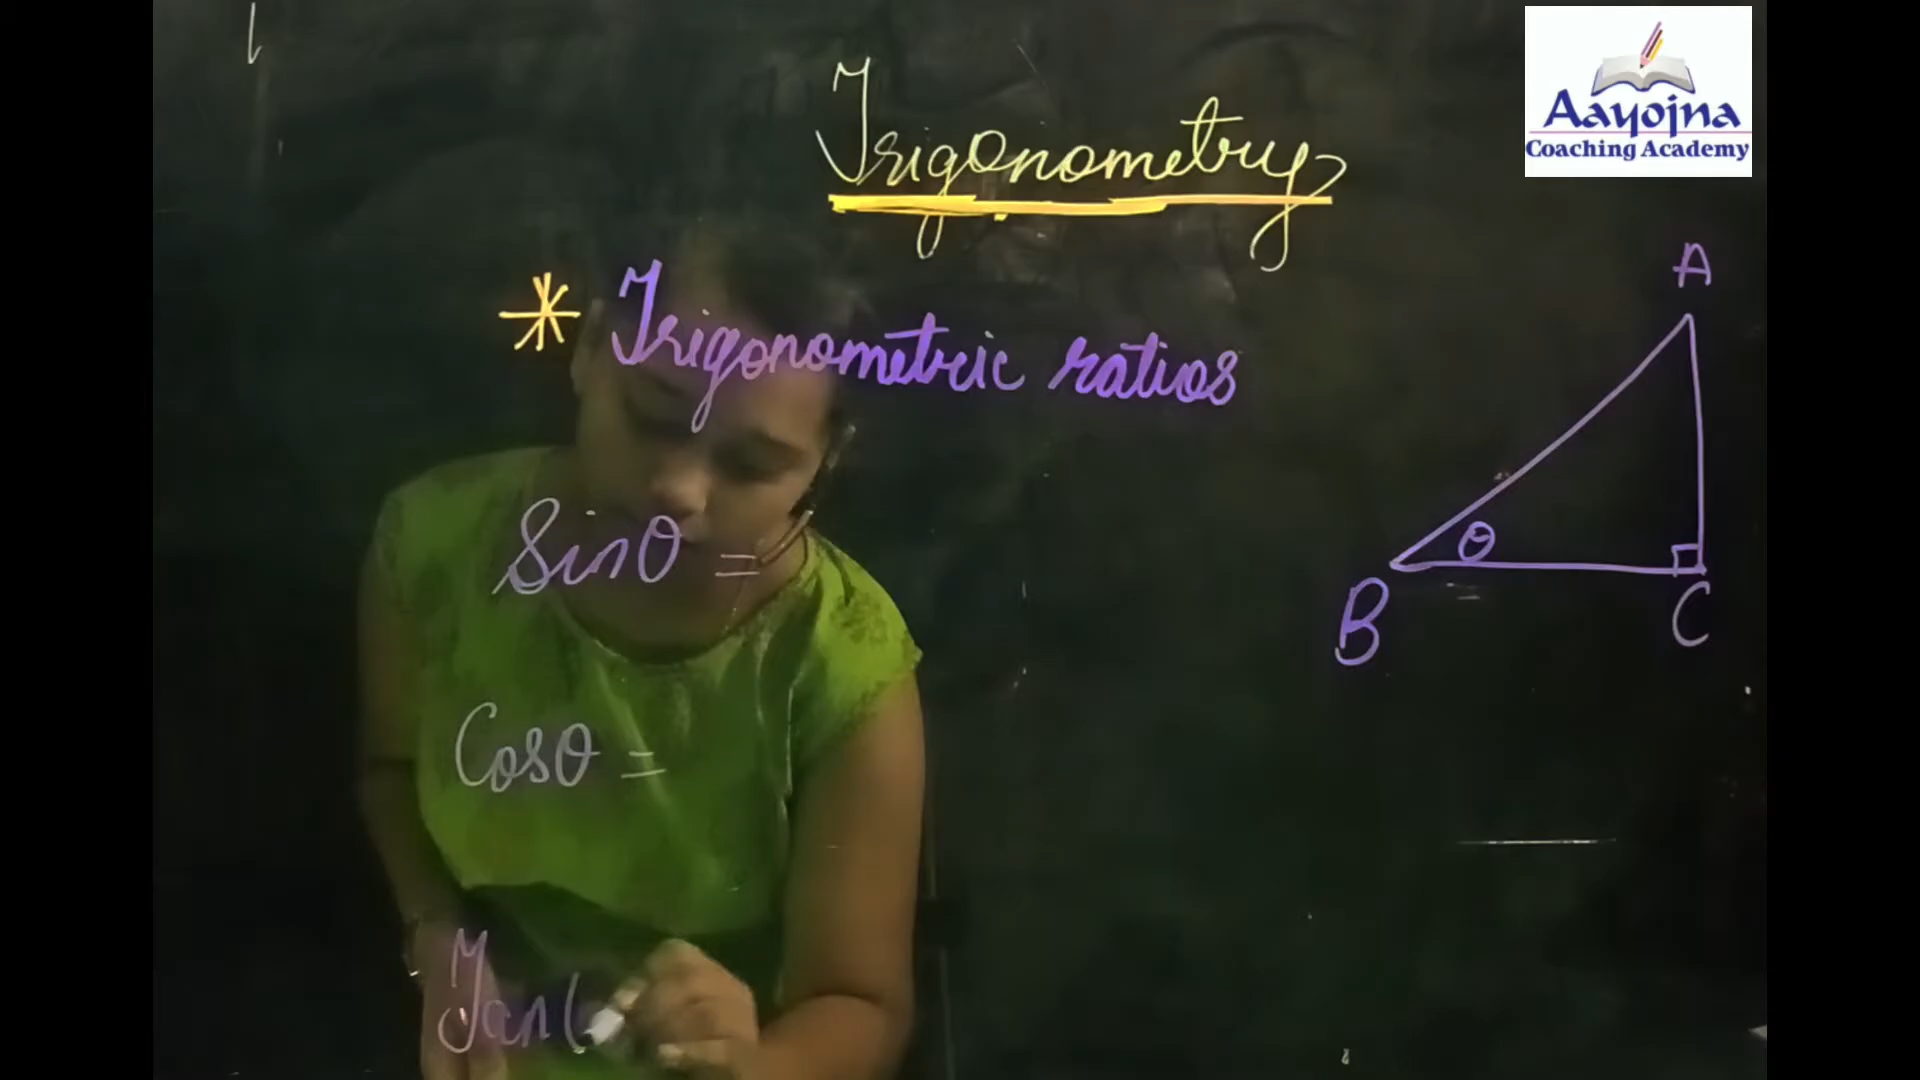 Trigonometry
Aayojna
Coaching Academy
* Trigonometric ratios
A
Sinθ =
θ
B
C
Cosθ =
Tan